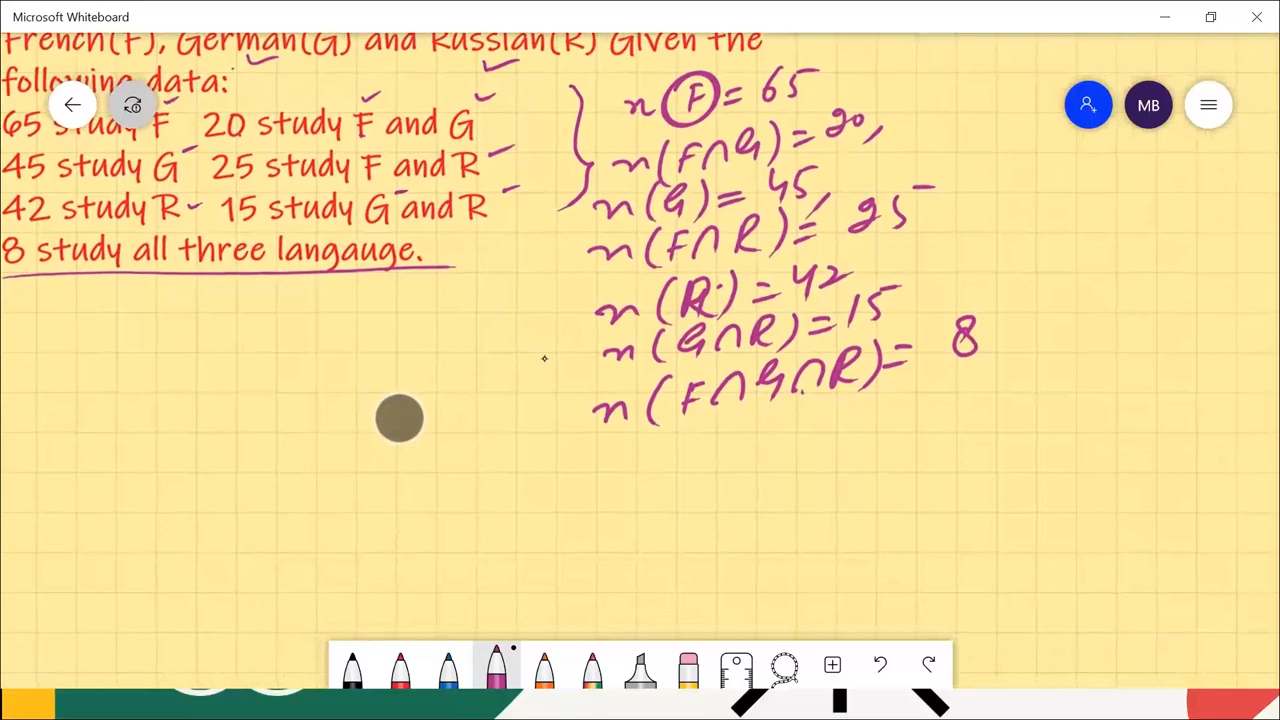 Microsoft Whiteboard
French(F), German(G) and Russian(R) Given the
following data:
65 study F 20 study F and G
45 study G 25 study F and R
42 study R 15 study G and R
8 study all three langauge.
n (F) = 65
n (F∩G) = 20,
n (G) = 45,
n (F∩R) = 25
n (R) = 42
n (G∩R) = 15
n (F∩G∩R) = 8
MB